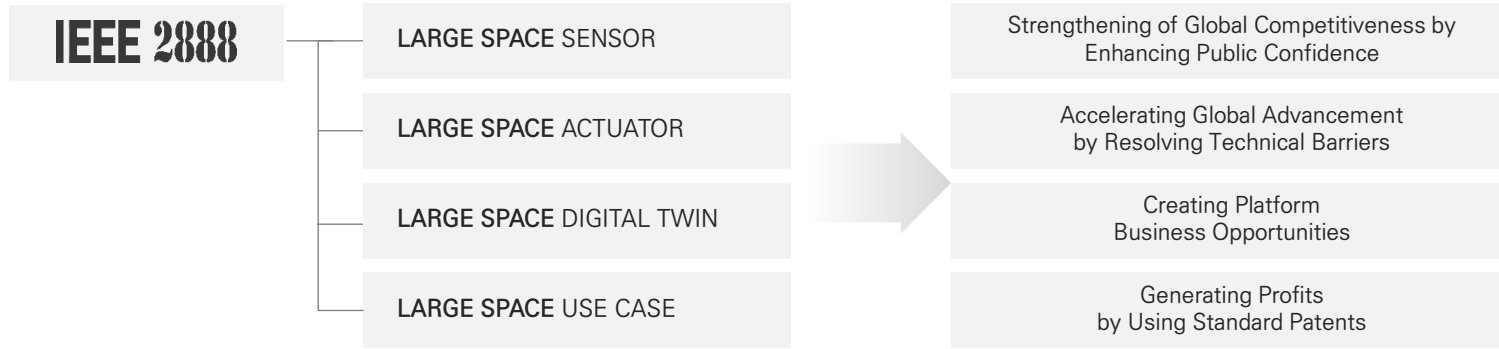 IEEE 2888
LARGE SPACE SENSOR
LARGE SPACE ACTUATOR
LARGE SPACE DIGITAL TWIN
LARGE SPACE USE CASE
Strengthening of Global Competitiveness by
Enhancing Public Confidence
Accelerating Global Advancement
by Resolving Technical Barriers
Creating Platform
Business Opportunities
Generating Profits
by Using Standard Patents